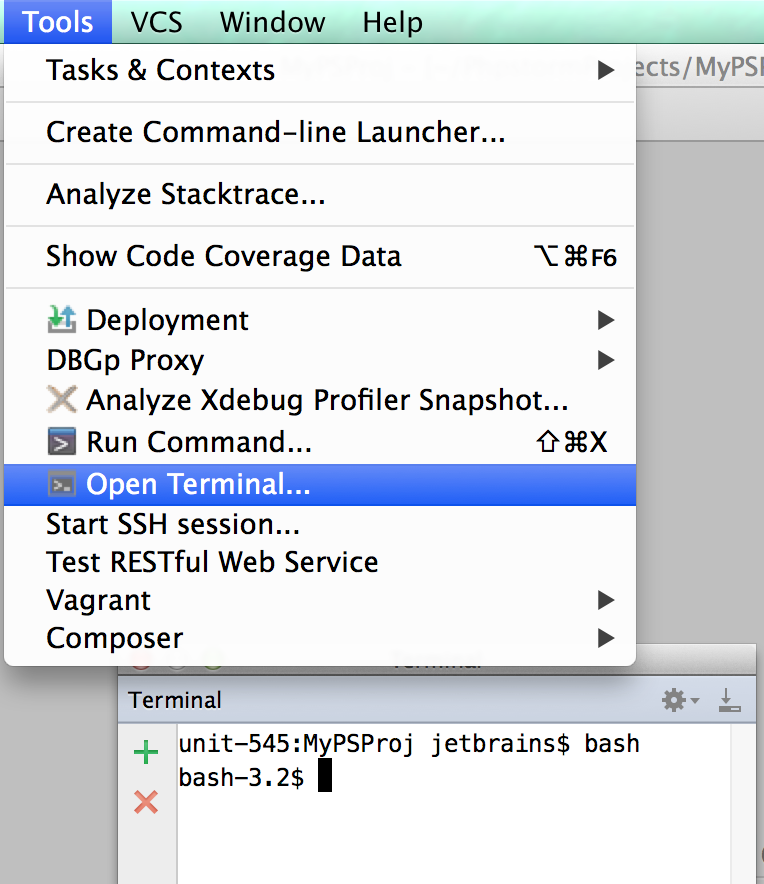 Tools VCS Window Help
Tasks & Contexts
ects/MyPSF
Create Command-line Launcher...
Analyze Stacktrace...
Show Code Coverage Data ⌥⌘F6
Deployment
DBGp Proxy
Analyze Xdebug Profiler Snapshot...
Run Command... ⇧⌘X
Open Terminal...
Start SSH session...
Test RESTful Web Service
Vagrant
Composer
Terminal
Terminal
unit-545:MyPSProj jetbrains$ bash
bash-3.2$